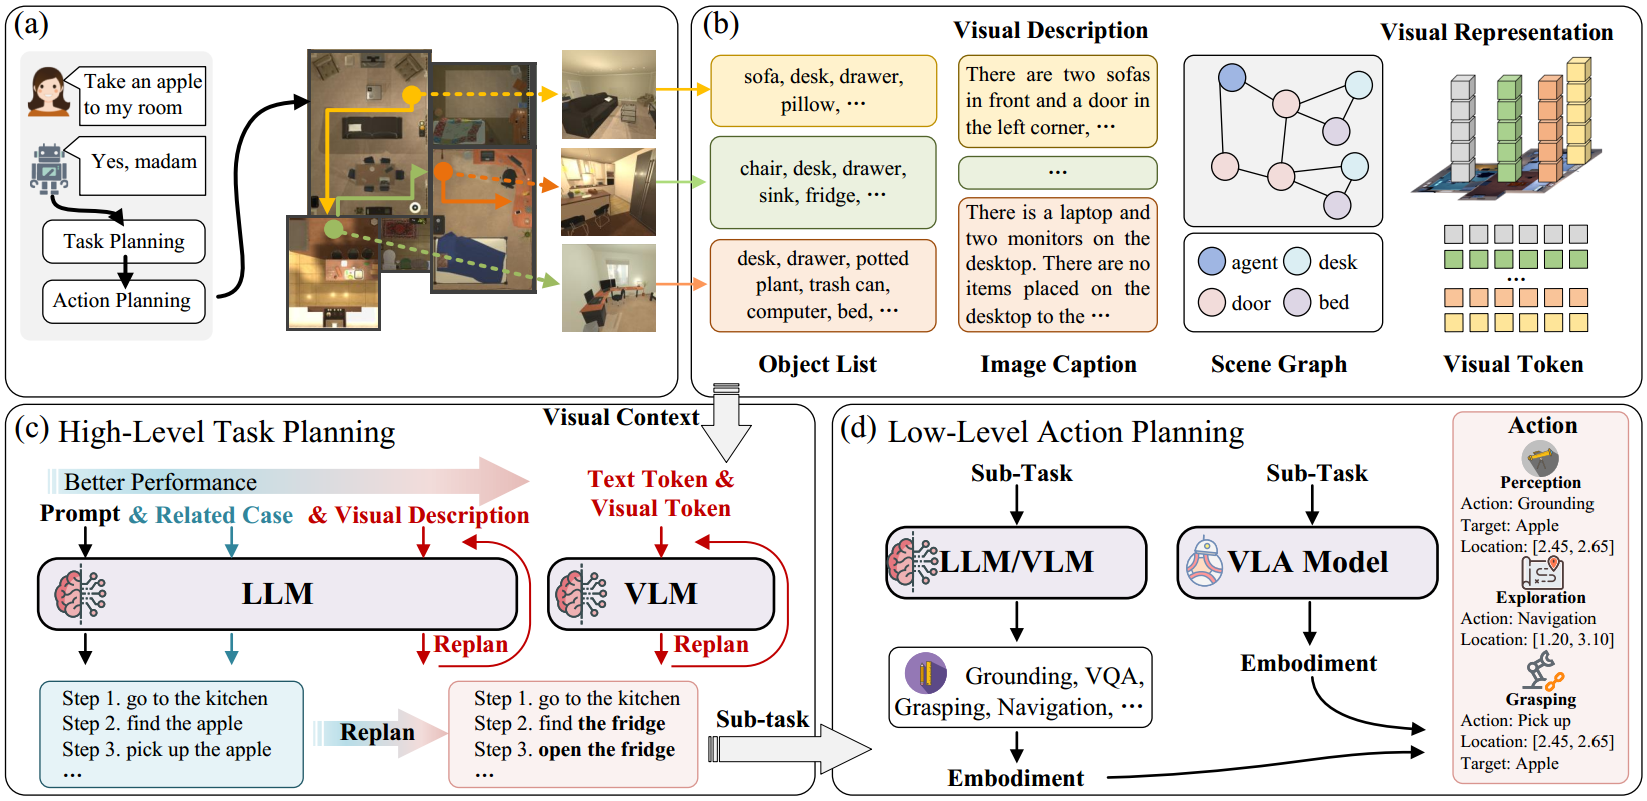 (a)
Take an apple
to my room
Yes, madam
Task Planning
Action Planning
(b)
Visual Description
Visual Representation
sofa, desk, drawer,
pillow, ···
chair, desk, drawer,
sink, fridge, ···
desk, drawer, potted
plant, trash can,
computer, bed, ···
Object List
There are two sofas
in front and a door in
the left corner, ···
···
There is a laptop and
two monitors on the
desktop. There are no
items placed on the
desktop to the ···
Image Caption
agent
desk
door
bed
Scene Graph
···
Visual Token
Visual Context
(c) High-Level Task Planning
Better Performance
Prompt & Related Case & Visual Description
LLM
Replan
Text Token &
Visual Token
VLM
Replan
Step 1. go to the kitchen
Step 2. find the apple
Step 3. pick up the apple
···
Replan
Step 1. go to the kitchen
Step 2. find the fridge
Step 3. open the fridge
···
Sub-task
(d) Low-Level Action Planning
Sub-Task
LLM/VLM
Grounding, VQA,
Grasping, Navigation, ···
Embodiment
Sub-Task
VLA Model
Embodiment
Action
Perception
Action: Grounding
Target: Apple
Location: [2.45, 2.65]
Exploration
Action: Navigation
Location: [1.20, 3.10]
Grasping
Action: Pick up
Location: [2.45, 2.65]
Target: Apple